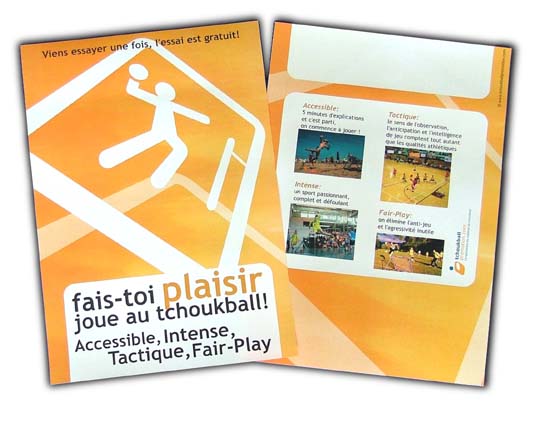 Viens essayer une fois, l'essai est gratuit!
fais-toi plaisir
joue au tchoukball!
Accessible, Intense,
Tactique, Fair-Play
Accessible:
5 minutes d'explications
et c'est parti,
on commence à jouer !
Tactique:
le sens de l'observation,
l'anticipation et l'intelligence
de jeu comptent tout autant
que les qualités athlétiques
Intense:
un sport passionnant,
complet et défoulant
Fair-Play:
on élimine l'anti-jeu
et l'agressivité inutile
tchoukball
promotion.com